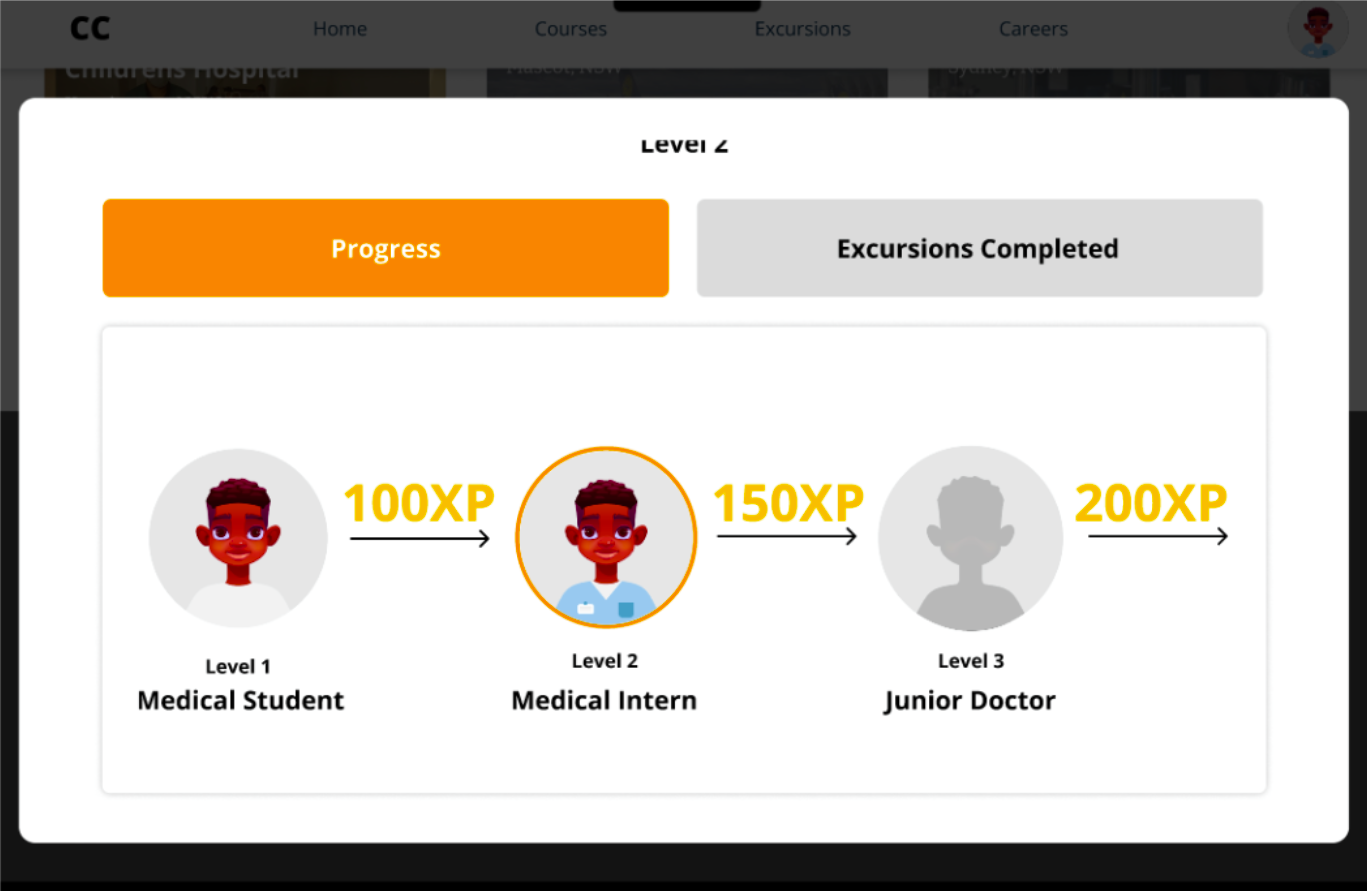 CC
Home
Courses
Excursions
Careers
Childrens Hospital
Mascot, NSW
Sydney, NSW
Level 2
Progress
Excursions Completed
100XP
150XP
200XP
Level 1
Level 2
Level 3
Medical Student
Medical Intern
Junior Doctor